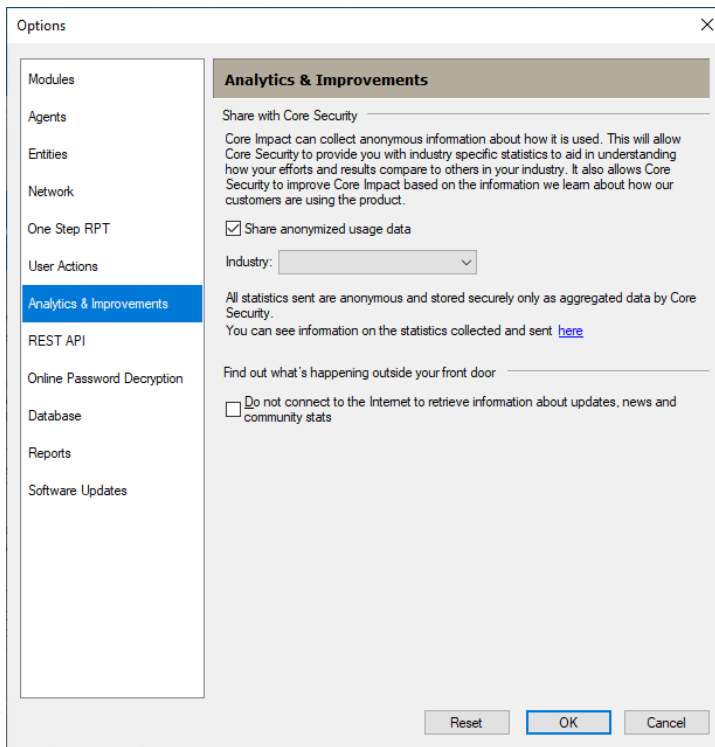 Options
Modules
Agents
Entities
Network
One Step RPT
User Actions
Analytics & Improvements
REST API
Online Password Decryption
Database
Reports
Software Updates
Analytics & Improvements
Share with Core Security
Core Impact can collect anonymous information about how it is used. This will allow
Core Security to provide you with industry specific statistics to aid in understanding
how your efforts and results compare to others in your industry. It also allows Core
Security to improve Core Impact based on the information we learn about how our
customers are using the product.
Share anonymized usage data
Industry:
All statistics sent are anonymous and stored securely only as aggregated data by Core
Security.
You can see information on the statistics collected and sent here
Find out what's happening outside your front door
Do not connect to the Internet to retrieve information about updates, news and
community stats
Reset
OK
Cancel